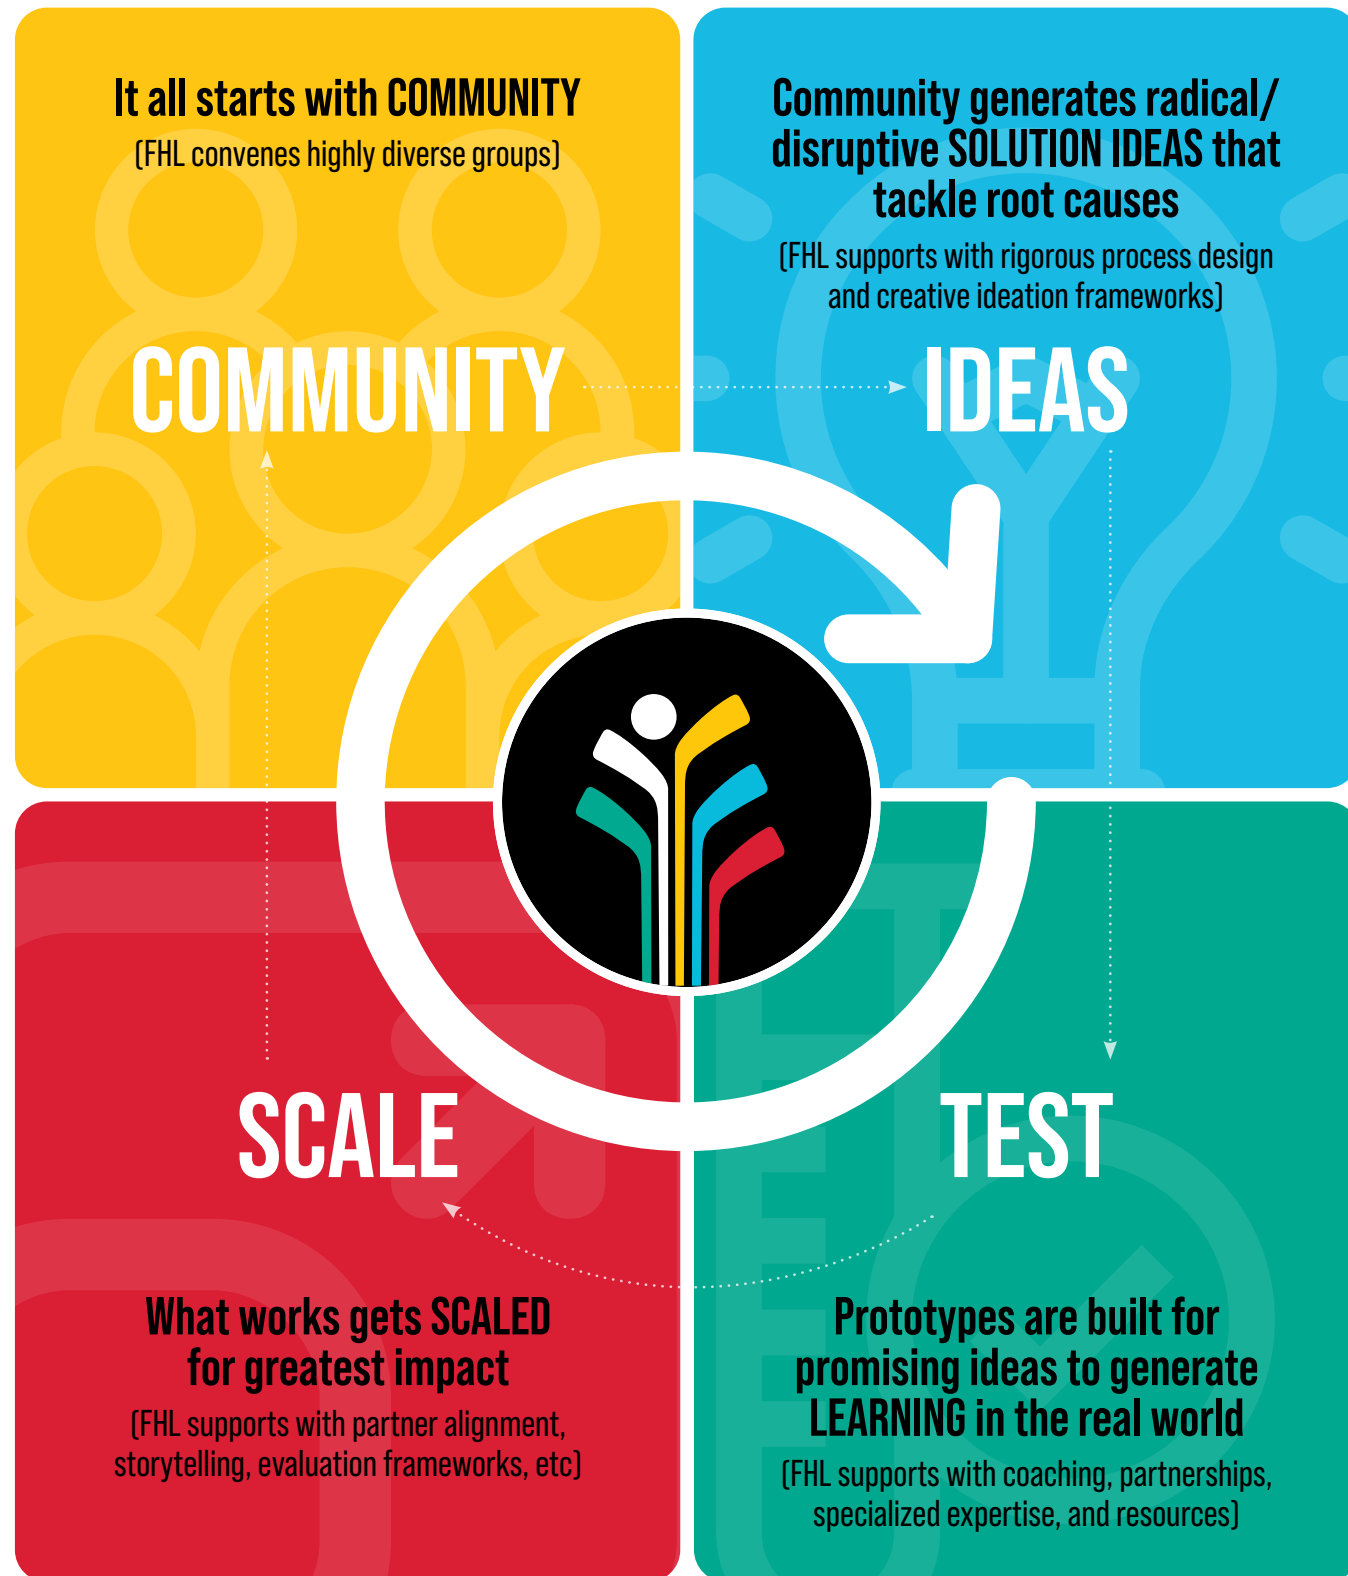 It all starts with COMMUNITY
(FHL convenes highly diverse groups)
COMMUNITY
Community generates radical/
disruptive SOLUTION IDEAS that
tackle root causes
(FHL supports with rigorous process design
and creative ideation frameworks)
IDEAS
SCALE
What works gets SCALED
for greatest impact
(FHL supports with partner alignment,
storytelling, evaluation frameworks, etc)
TEST
Prototypes are built for
promising ideas to generate
LEARNING in the real world
(FHL supports with coaching, partnerships,
specialized expertise, and resources)